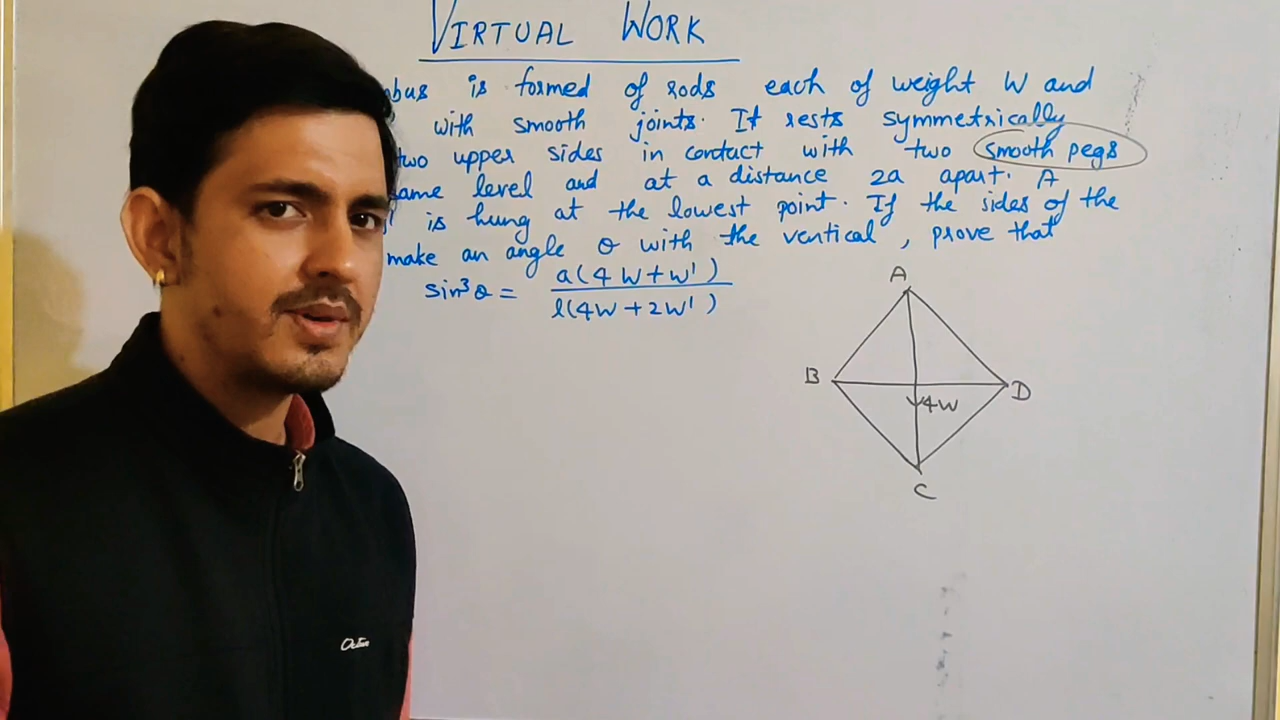 VIRTUAL WORK
is formed of rods each of weight W and
with smooth joints. It rests symmetrically
two upper sides in contact with two smooth pegs
same level and at a distance 2a apart. A
is hung at the lowest point. If the sides of the
make an angle θ with the vertical, prove that
sin³θ = a(4W+W')
l(4W+2W')
A
B
D
4W
C